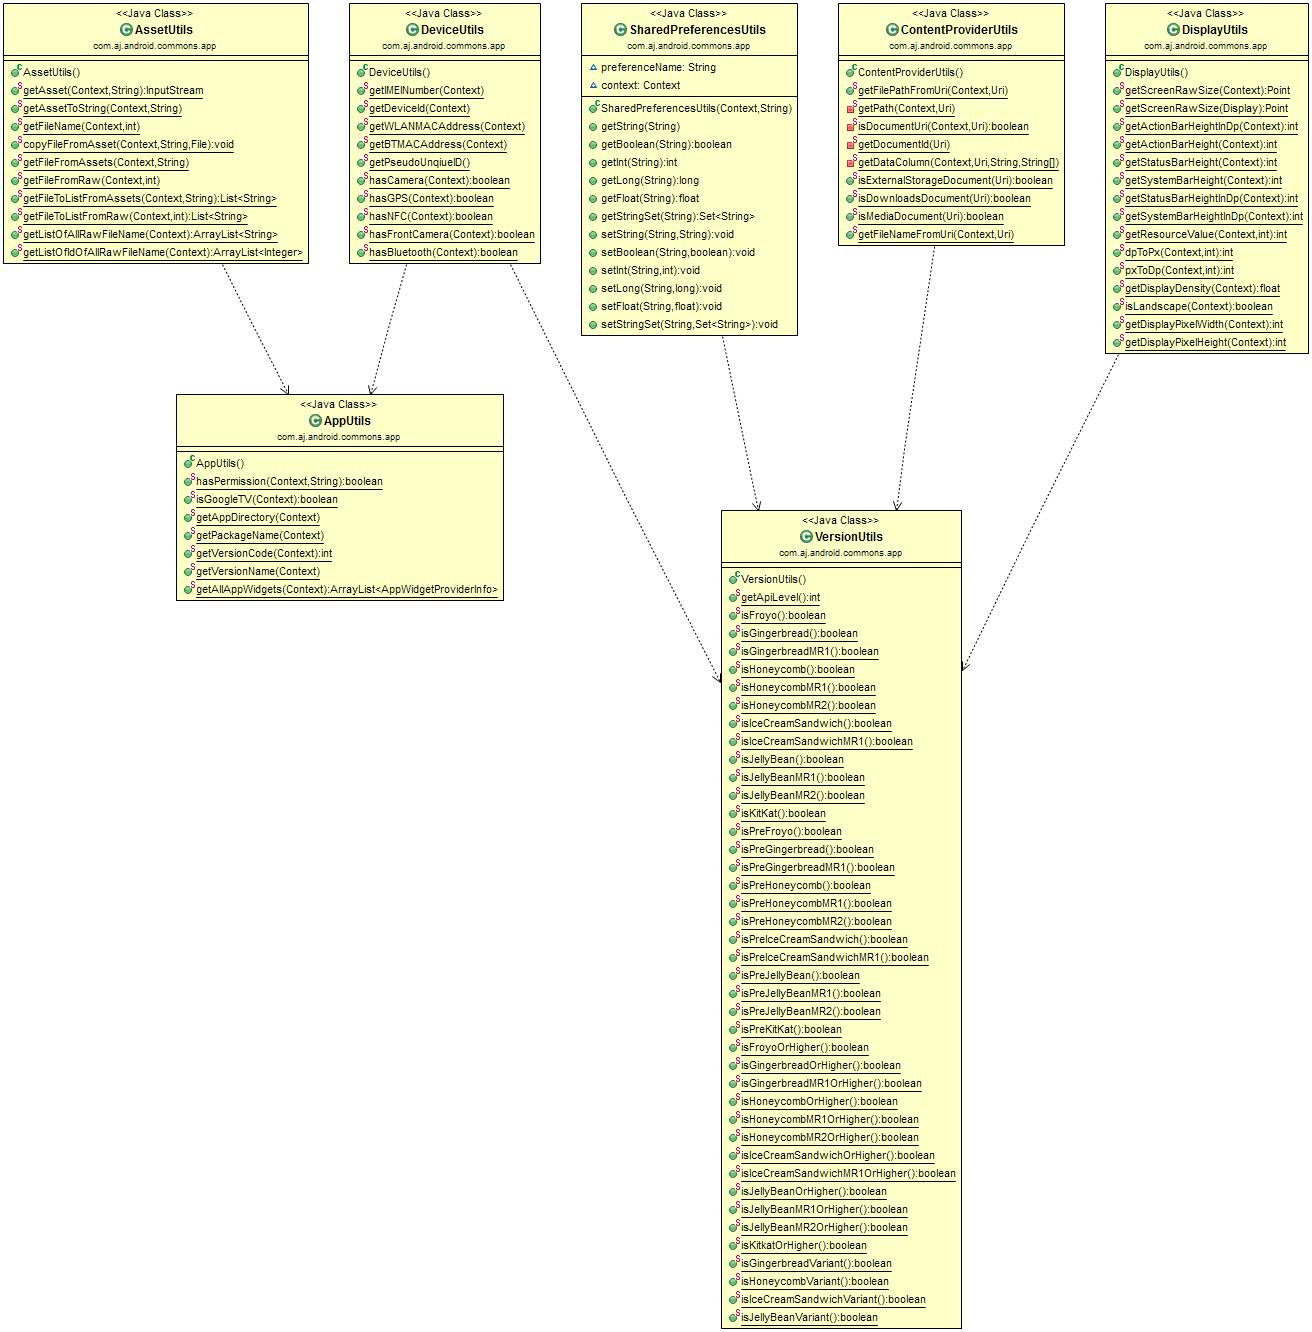 <<Java Class>>
AssetUtils
com.aj.android.commons.app
AssetUtils()
getAsset(Context,String):InputStream
getAssetToString(Context,String)
getFileName(Context,int)
copyFileFromAsset(Context,String,File):void
getFileFromAssets(Context,String)
getFileFromRaw(Context,int)
getFileToListFromAssets(Context,String):List<String>
getFileToListFromRaw(Context,int):List<String>
getListOfAllRawFileName(Context):ArrayList<String>
getListOfIdOfAllRawFileName(Context):ArrayList<Integer>
<<Java Class>>
DeviceUtils
com.aj.android.commons.app
DeviceUtils()
getIMEINumber(Context)
getDeviceId(Context)
getWLANMACAddress(Context)
getBTMACAddress(Context)
getPseudoUnqiueID()
hasCamera(Context):boolean
hasGPS(Context):boolean
hasNFC(Context):boolean
hasFrontCamera(Context):boolean
hasBluetooth(Context):boolean
<<Java Class>>
SharedPreferencesUtils
com.aj.android.commons.app
preferenceName: String
context: Context
SharedPreferencesUtils(Context,String)
getString(String)
getBoolean(String):boolean
getInt(String):int
getLong(String):long
getFloat(String):float
getStringSet(String):Set<String>
setString(String,String):void
setBoolean(String,boolean):void
setInt(String,int):void
setLong(String,long):void
setFloat(String,float):void
setStringSet(String,Set<String>):void
<<Java Class>>
ContentProviderUtils
com.aj.android.commons.app
ContentProviderUtils()
getFilePathFromUri(Context,Uri)
getPath(Context,Uri)
isDocumentUri(Context,Uri):boolean
getDocumentId(Uri)
getDataColumn(Context,Uri,String,String[])
isExternalStorageDocument(Uri):boolean
isDownloadsDocument(Uri):boolean
isMediaDocument(Uri):boolean
getFileNameFromUri(Context,Uri)
<<Java Class>>
DisplayUtils
com.aj.android.commons.app
DisplayUtils()
getScreenRawSize(Context):Point
getScreenRawSize(Display):Point
getActionBarHeightInDp(Context):int
getActionBarHeight(Context):int
getStatusBarHeight(Context):int
getSystemBarHeight(Context):int
getStatusBarHeightInDp(Context):int
getSystemBarHeightInDp(Context):int
getResourceValue(Context,int):int
dpToPx(Context,int):int
pxToDp(Context,int):int
getDisplayDensity(Context):float
isLandscape(Context):boolean
getDisplayPixelWidth(Context):int
getDisplayPixelHeight(Context):int
<<Java Class>>
AppUtils
com.aj.android.commons.app
AppUtils()
hasPermission(Context,String):boolean
isGoogleTV(Context):boolean
getAppDirectory(Context)
getPackageName(Context)
getVersionCode(Context):int
getVersionName(Context)
getAllAppWidgets(Context):ArrayList<AppWidgetProviderInfo>
<<Java Class>>
VersionUtils
com.aj.android.commons.app
VersionUtils()
getApiLevel():int
isFroyo():boolean
isGingerbread():boolean
isGingerbreadMR1():boolean
isHoneycomb():boolean
isHoneycombMR1():boolean
isHoneycombMR2():boolean
isIceCreamSandwich():boolean
isIceCreamSandwichMR1():boolean
isJellyBean():boolean
isJellyBeanMR1():boolean
isJellyBeanMR2():boolean
isKitKat():boolean
isPreFroyo():boolean
isPreGingerbread():boolean
isPreGingerbreadMR1():boolean
isPreHoneycomb():boolean
isPreHoneycombMR1():boolean
isPreHoneycombMR2():boolean
isPreIceCreamSandwich():boolean
isPreIceCreamSandwichMR1():boolean
isPreJellyBean():boolean
isPreJellyBeanMR1():boolean
isPreJellyBeanMR2():boolean
isPreKitKat():boolean
isFroyoOrHigher():boolean
isGingerbreadOrHigher():boolean
isGingerbreadMR1OrHigher():boolean
isHoneycombOrHigher():boolean
isHoneycombMR1OrHigher():boolean
isHoneycombMR2OrHigher():boolean
isIceCreamSandwichOrHigher():boolean
isIceCreamSandwichMR1OrHigher():boolean
isJellyBeanOrHigher():boolean
isJellyBeanMR1OrHigher():boolean
isJellyBeanMR2OrHigher():boolean
isKitkatOrHigher():boolean
isGingerbreadVariant():boolean
isHoneycombVariant():boolean
isIceCreamSandwichVariant():boolean
isJellyBeanVariant():boolean